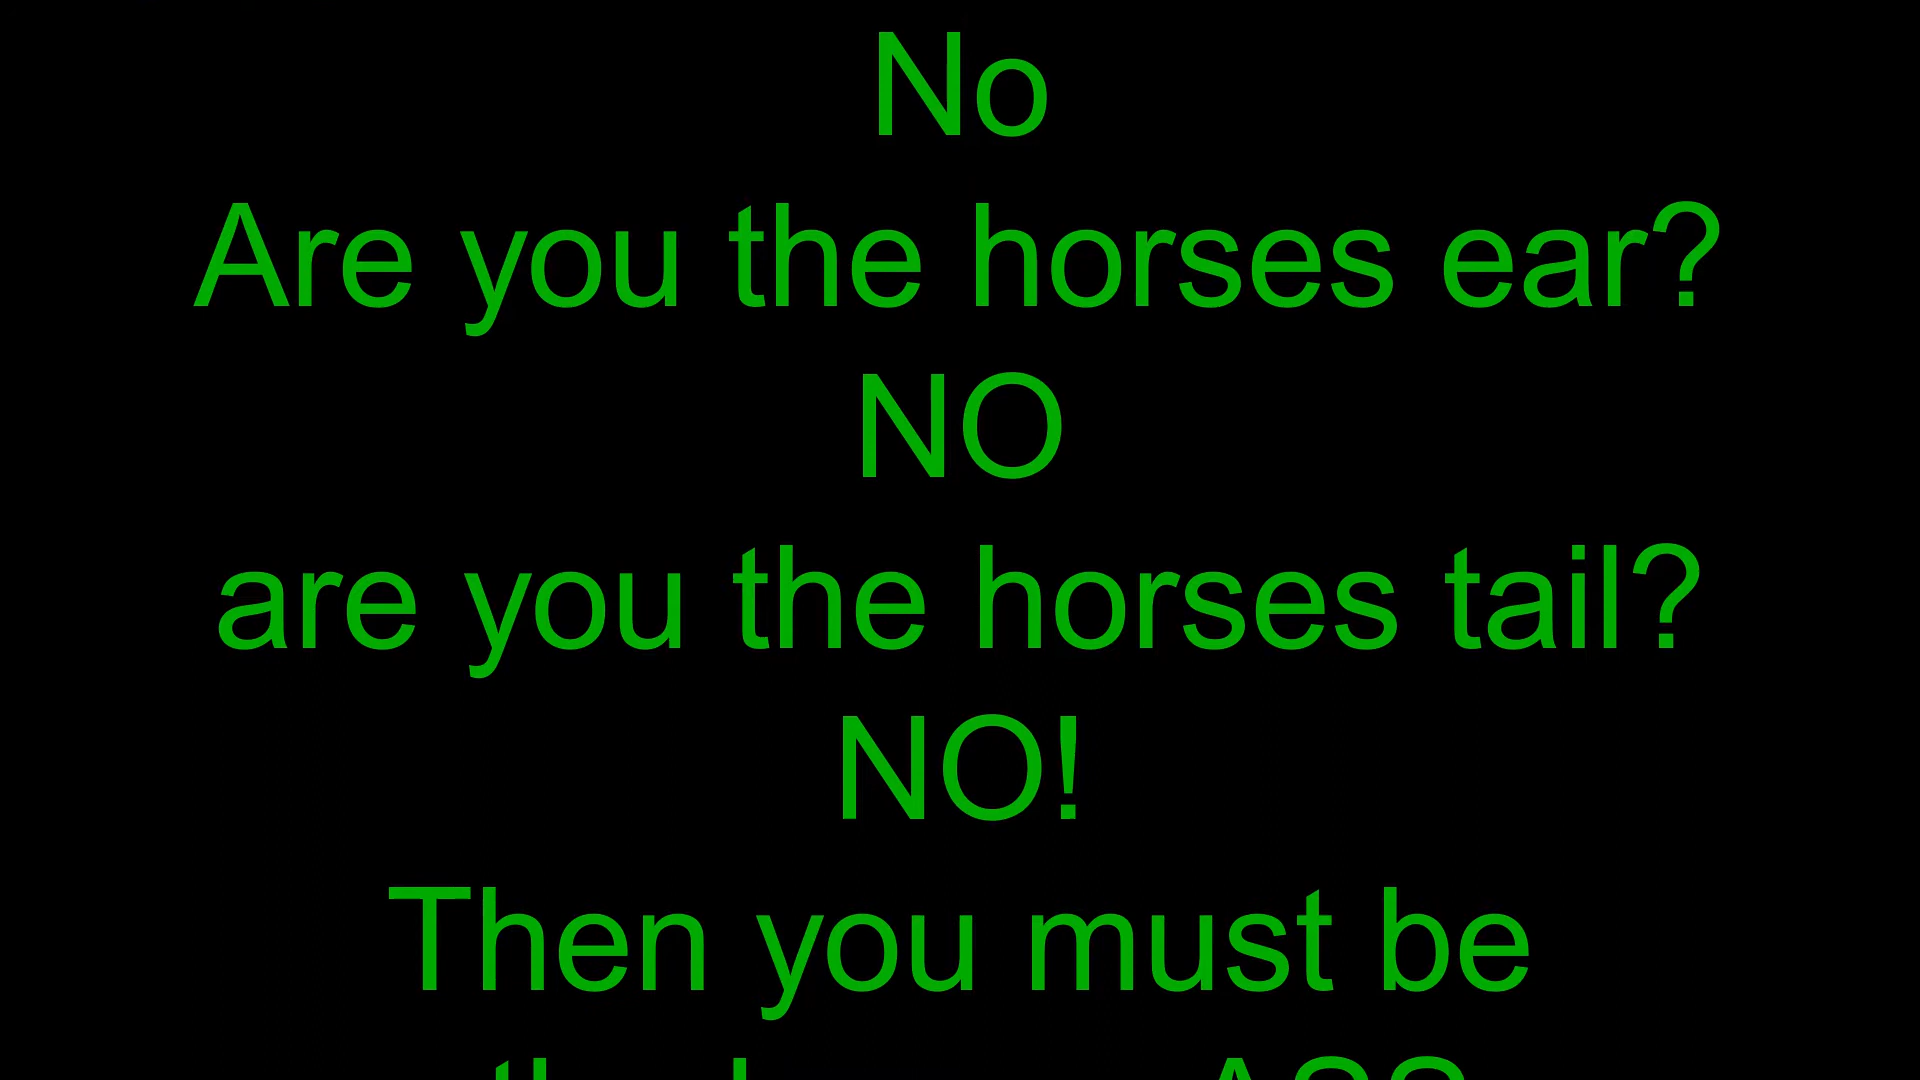 No
Are you the horses ear?
NO
are you the horses tail?
NO!
Then you must be